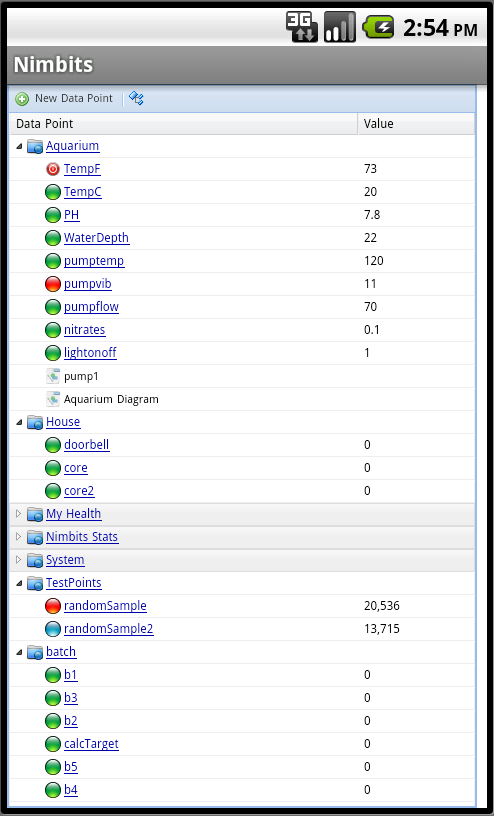 3G 2:54 PM
Nimbits
New Data Point
Data Point Value
Aquarium
TempF 73
TempC 20
PH 7.8
WaterDepth 22
pumptemp 120
pumpvib 11
pumpflow 70
nitrates 0.1
lightonoff 1
pump1
Aquarium Diagram
House
doorbell 0
core 0
core2 0
My Health
Nimbits Stats
System
TestPoints
randomSample 20,536
randomSample2 13,715
batch
b1 0
b3 0
b2 0
calcTarget 0
b5 0
b4 0